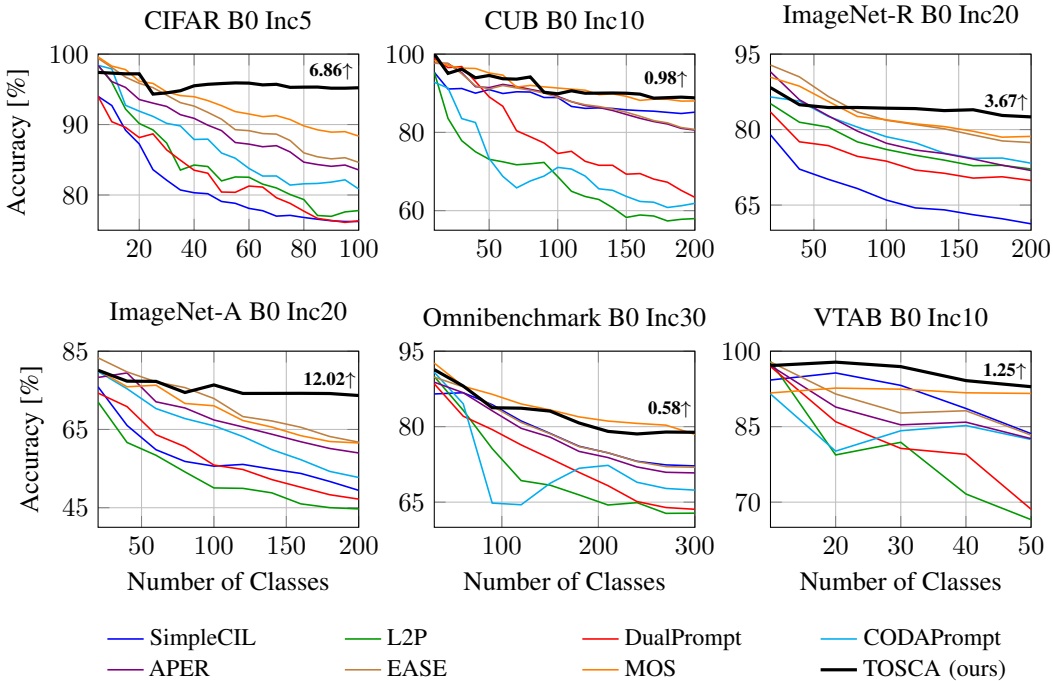 CIFAR B0 Inc5
CUB B0 Inc10
ImageNet-R B0 Inc20
Accuracy [%]
100
90
80
6.86↑
20 40 60 80 100
100
80
60
0.98↑
50 100 150 200
95
80
65
3.67↑
50 100 150 200
ImageNet-A B0 Inc20
Omnibenchmark B0 Inc30
VTAB B0 Inc10
Accuracy [%]
85
65
45
12.02↑
100 200
Number of Classes
95
80
65
0.58↑
100 200 300
Number of Classes
100
85
70
1.25↑
20 30 40 50
Number of Classes
SimpleCIL L2P DualPrompt CODAPrompt
APER EASE MOS TOSCA (ours)